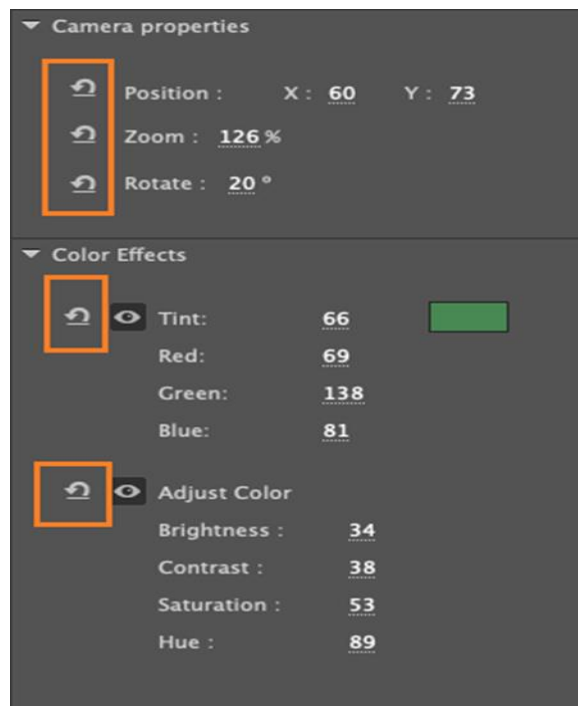 Camera properties
Position : X : 60 Y : 73
Zoom : 126 %
Rotate : 20 °
Color Effects
Tint: 66
Red: 69
Green: 138
Blue: 81
Adjust Color
Brightness : 34
Contrast : 38
Saturation : 53
Hue : 89